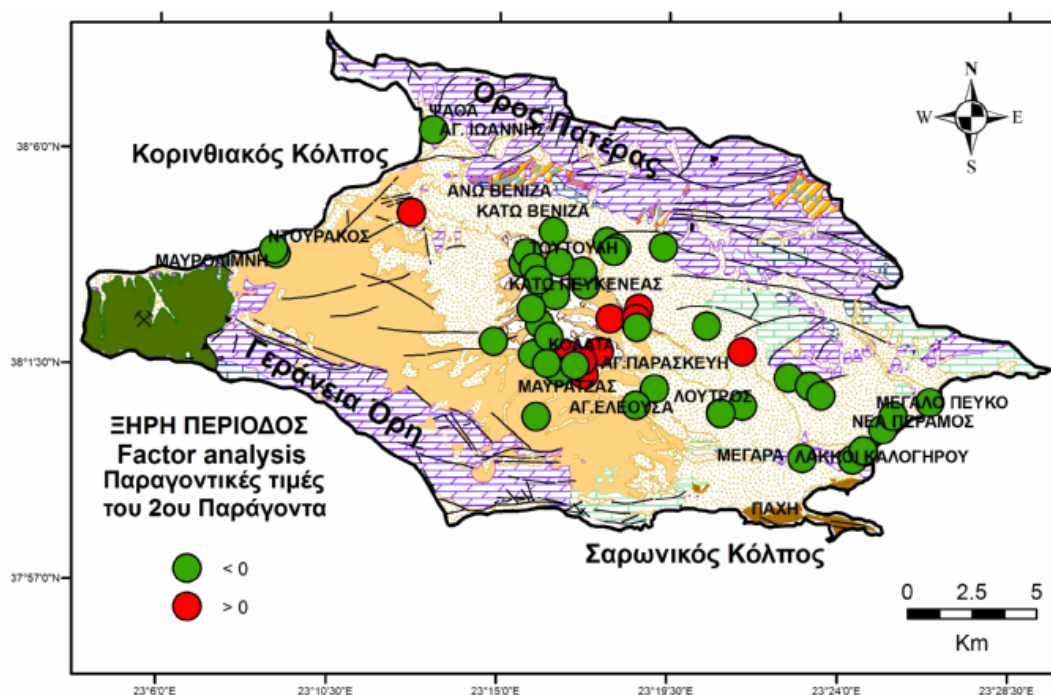 N
W
E
S
38°6'0"N
38°1'30"N
37°57'0"N
ΨΑΘΑ
ΑΓ. ΙΩΑΝΝΗΣ
Όρος Πατέρας
Κορινθιακός Κόλπος
ΑΝΩ ΒΕΝΙΖΑ
ΚΑΤΩ ΒΕΝΙΖΑ
ΝΤΟΥΡΑΚΟΣ
ΤΟΥΤΟΥΛΗ
ΜΑΥΡΟΛΙΜΝΗ
ΚΑΤΩ ΠΕΥΚΕΝΕΑΣ
ΚΟΛΑΤΑ
ΑΓ.ΠΑΡΑΣΚΕΥΗ
Γεράνεια Όρη
ΜΑΥΡΑΤΖΑΣ
ΛΟΥΤΡΟΣ
ΑΓ.ΕΛΕΟΥΣΑ
ΜΕΓΑΛΟ ΠΕΥΚΟ
ΝΕΑ ΠΕΡΑΜΟΣ
ΜΕΓΑΡΑ
ΛΑΚΚΟΙ ΚΑΛΟΓΗΡΟΥ
ΠΑΧΗ
Σαρωνικός Κόλπος
ΞΗΡΗ ΠΕΡΙΟΔΟΣ
Factor analysis
Παραγοντικές τιμές
του 2ου Παράγοντα
< 0
> 0
0 2.5 5
Km
23°6'0"E 23°10'30"E 23°15'0"E 23°19'30"E 23°24'0"E 23°28'30"E